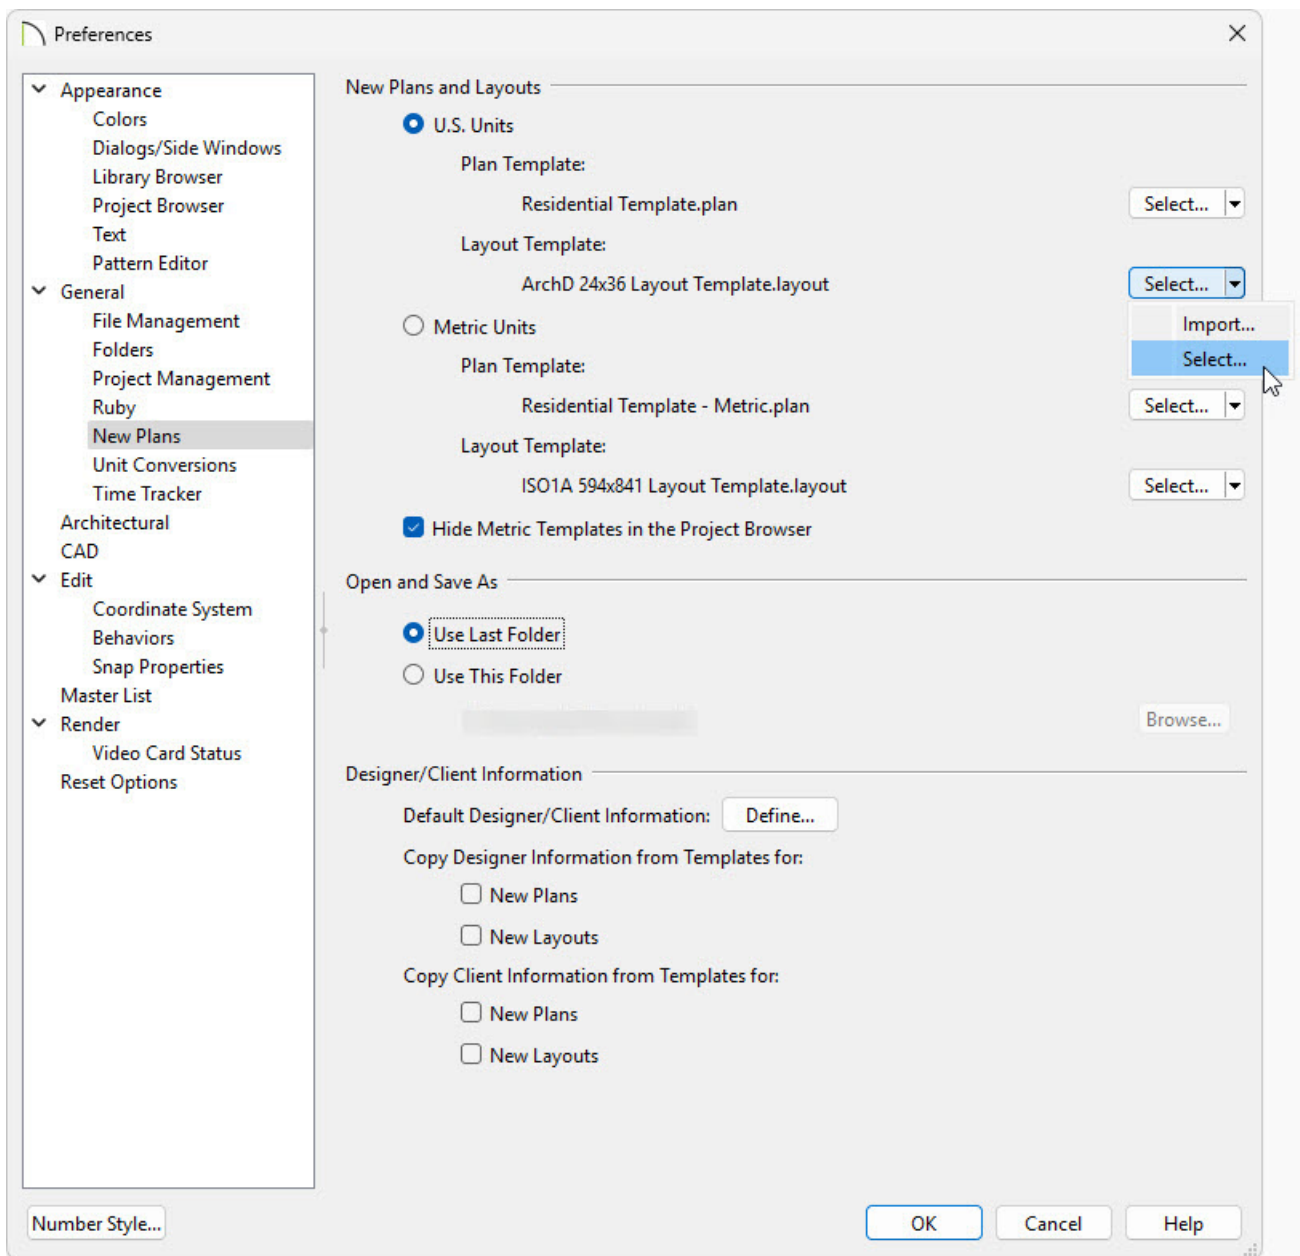 Preferences
Appearance
Colors
Dialogs/Side Windows
Library Browser
Project Browser
Text
Pattern Editor
General
File Management
Folders
Project Management
Ruby
New Plans
Unit Conversions
Time Tracker
Architectural
CAD
Edit
Coordinate System
Behaviors
Snap Properties
Master List
Render
Video Card Status
Reset Options
New Plans and Layouts
U.S. Units
Plan Template:
Residential Template.plan Select...
Layout Template:
ArchD 24x36 Layout Template.layout Select...
Import...
Select...
Metric Units
Plan Template:
Residential Template - Metric.plan Select...
Layout Template:
ISO1A 594x841 Layout Template.layout Select...
Hide Metric Templates in the Project Browser
Open and Save As
Use Last Folder
Use This Folder
Browse...
Designer/Client Information
Default Designer/Client Information: Define...
Copy Designer Information from Templates for:
New Plans
New Layouts
Copy Client Information from Templates for:
New Plans
New Layouts
Number Style... OK Cancel Help